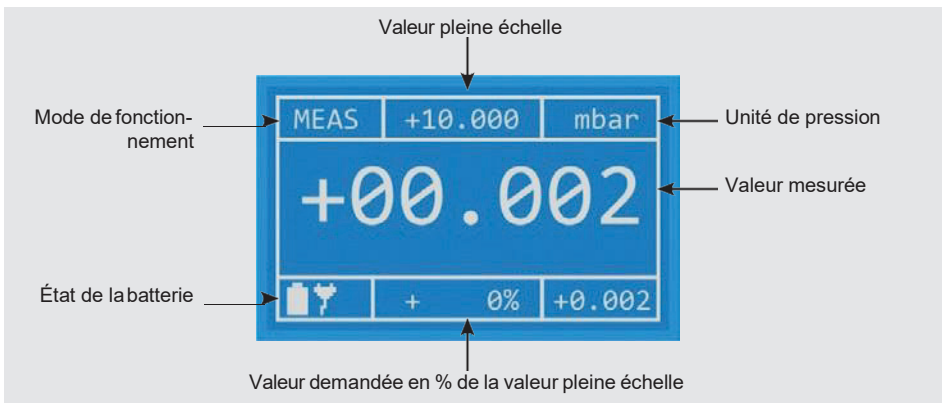 Valeur pleine échelle
Mode de fonction-
nement
MEAS +10.000 mbar
Unité de pression
+00.002
Valeur mesurée
État de la batterie
+ 0% +0.002
Valeur demandée en % de la valeur pleine échelle